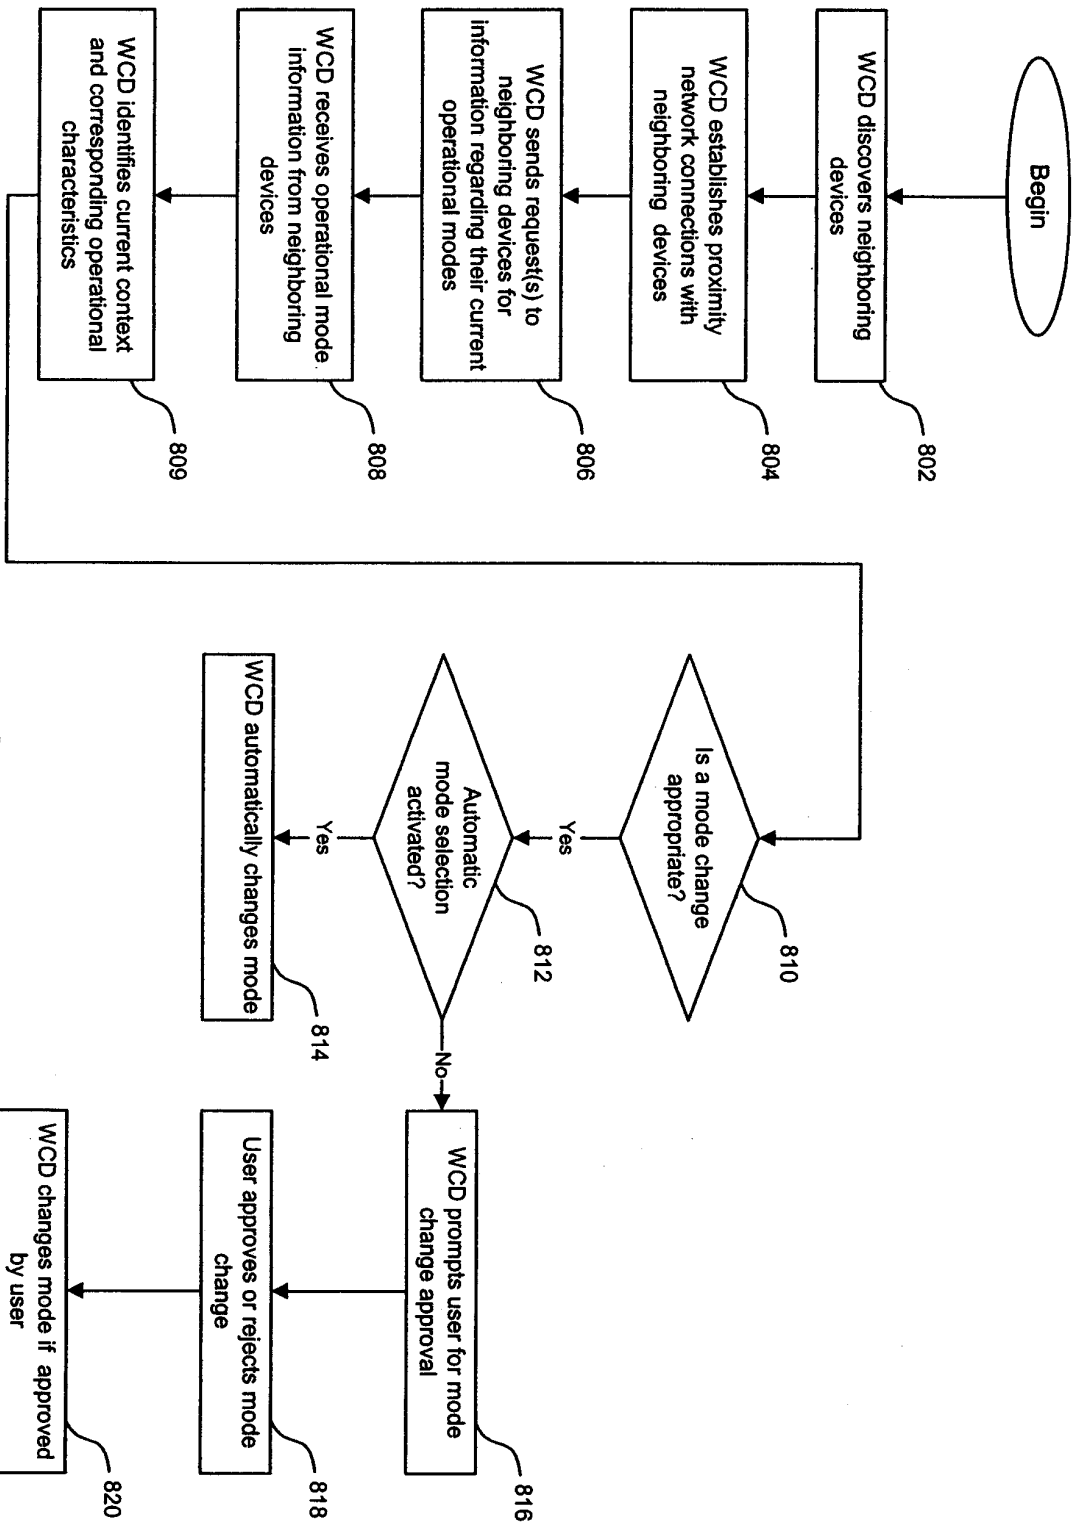 Begin
WCD discovers neighboring
devices
802
WCD establishes proximity
network connections with
neighboring devices
804
WCD sends request(s) to
neighboring devices for
information regarding their current
operational modes
806
WCD receives operational mode
information from neighboring
devices
808
WCD identifies current context
and corresponding operational
characteristics
809
Is a mode change
appropriate?
810
Yes
Automatic
mode selection
activated?
812
Yes
WCD automatically changes mode
814
No
WCD prompts user for mode
change approval
816
User approves or rejects mode
change
818
WCD changes mode if approved
by user
820